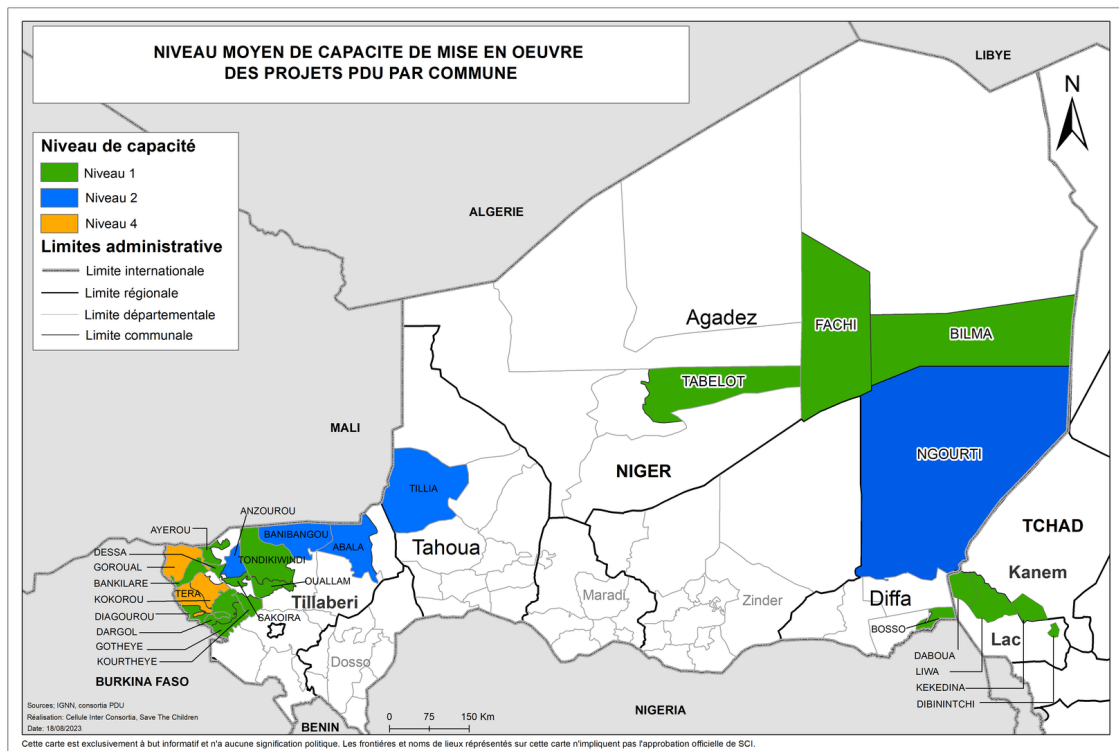 NIVEAU MOYEN DE CAPACITE DE MISE EN OEUVRE
DES PROJETS PDU PAR COMMUNE
LIBYE
N
Niveau de capacité
Niveau 1
Niveau 2
Niveau 4
Limites administrative
Limite internationale
Limite régionale
Limite départementale
Limite communale
ALGERIE
Agadez
FACHI
BILMA
TABELOT
MALI
NIGER
NGOURTI
TILLIA
ANZOUROU
AYEROU
BANIBANGOU
ABALA
TCHAD
DESSA
TONDIKIWINDI
Tahoua
GOROUAL
Kanem
BANKILARE
OUALLAM
TERA
KOKOROU
Tillaberi
Maradi
Zinder
Diffa
DIAGOUROU
SAKOIRA
BOSSO
DARGOL
Lac
GOTHEYE
DABOUA
KOURTHEYE
Dosso
LIWA
BURKINA FASO
KEKEDINA
DIBININTCHI
NIGERIA
BENIN
Sources; IGNN, consortia PDU
Réalisation: Cellule Inter Consortia, Save The Children
Date: 18/08/2023
0 75 150 Km
Cette carte est exclusivement à but informatif et n'a aucune signification politique. Les frontières et noms de lieux réprésentés sur cette carte n'impliquent pas l'approbation officielle de SCI.